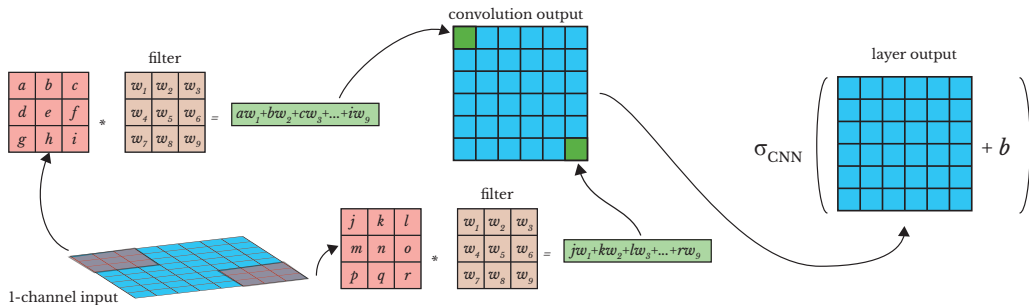 convolution output
filter
layer output
a b c
d e f
g h i
*
w₁ w₂ w₃
w₄ w₅ w₆
w₇ w₈ w₉
=
aw₁+bw₂+cw₃+...+iw₉
σ_CNN ( + b )
filter
j k l
m n o
p q r
*
w₁ w₂ w₃
w₄ w₅ w₆
w₇ w₈ w₉
=
jw₁+kw₂+lw₃+...+rw₉
1-channel input